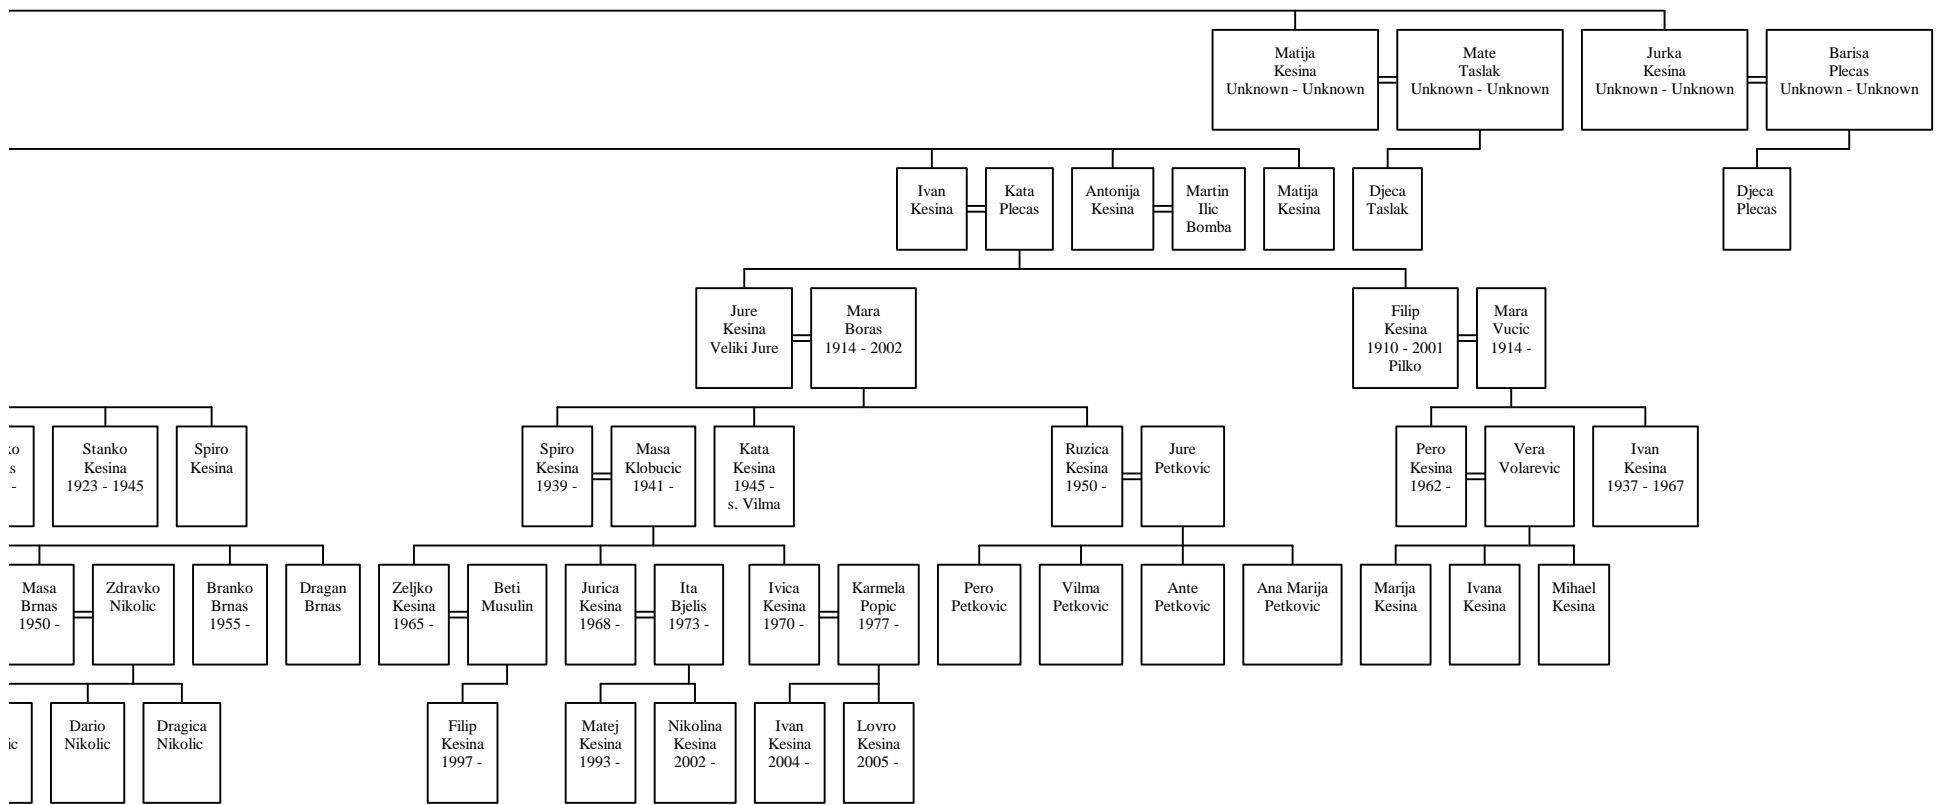 Matija
Kesina
Unknown - Unknown
Mate
Taslak
Unknown - Unknown
Jurka
Kesina
Unknown - Unknown
Barisa
Plecas
Unknown - Unknown
Ivan
Kesina
Kata
Plecas
Antonija
Kesina
Martin
Ilic
Bomba
Matija
Kesina
Djeca
Taslak
Djeca
Plecas
Jure
Kesina
Veliki Jure
Mara
Boras
1914 - 2002
Filip
Kesina
1910 - 2001
Pilko
Mara
Vucic
1914 -
Stanko
Kesina
1923 - 1945
Spiro
Kesina
Spiro
Kesina
1939 -
Masa
Klobucic
1941 -
Kata
Kesina
1945 -
s. Vilma
Ruzica
Kesina
1950 -
Jure
Petkovic
Pero
Kesina
1962 -
Vera
Volarevic
Ivan
Kesina
1937 - 1967
Masa
Brnas
1950 -
Zdravko
Nikolic
Branko
Brnas
1955 -
Dragan
Brnas
Zeljko
Kesina
1965 -
Beti
Musulin
Jurica
Kesina
1968 -
Ita
Bjelis
1973 -
Ivica
Kesina
1970 -
Karmela
Popic
1977 -
Pero
Petkovic
Vilma
Petkovic
Ante
Petkovic
Ana Marija
Petkovic
Marija
Kesina
Ivana
Kesina
Mihael
Kesina
Dario
Nikolic
Dragica
Nikolic
Filip
Kesina
1997 -
Matej
Kesina
1993 -
Nikolina
Kesina
2002 -
Ivan
Kesina
2004 -
Lovro
Kesina
2005 -